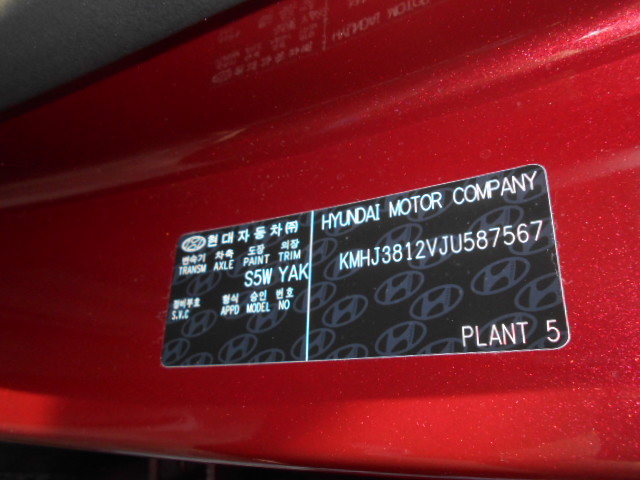 현대자동차㈜
변속기 차축 도장 의장
TRANSM AXLE PAINT TRIM
S5W YAK
정비부호 형식 승인 번호
S.V.C APPD MODEL NO
HYUNDAI MOTOR COMPANY
KMHJ3812VJU587567
PLANT 5